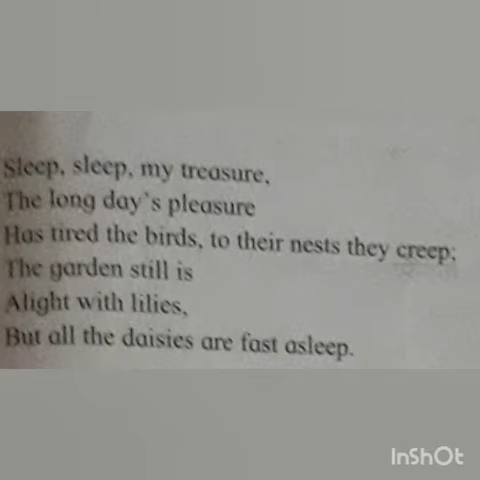 Sleep, sleep, my treasure,
The long day's pleasure
Has tired the birds, to their nests they creep;
The garden still is
Alight with lilies,
But all the daisies are fast asleep.
InShOt